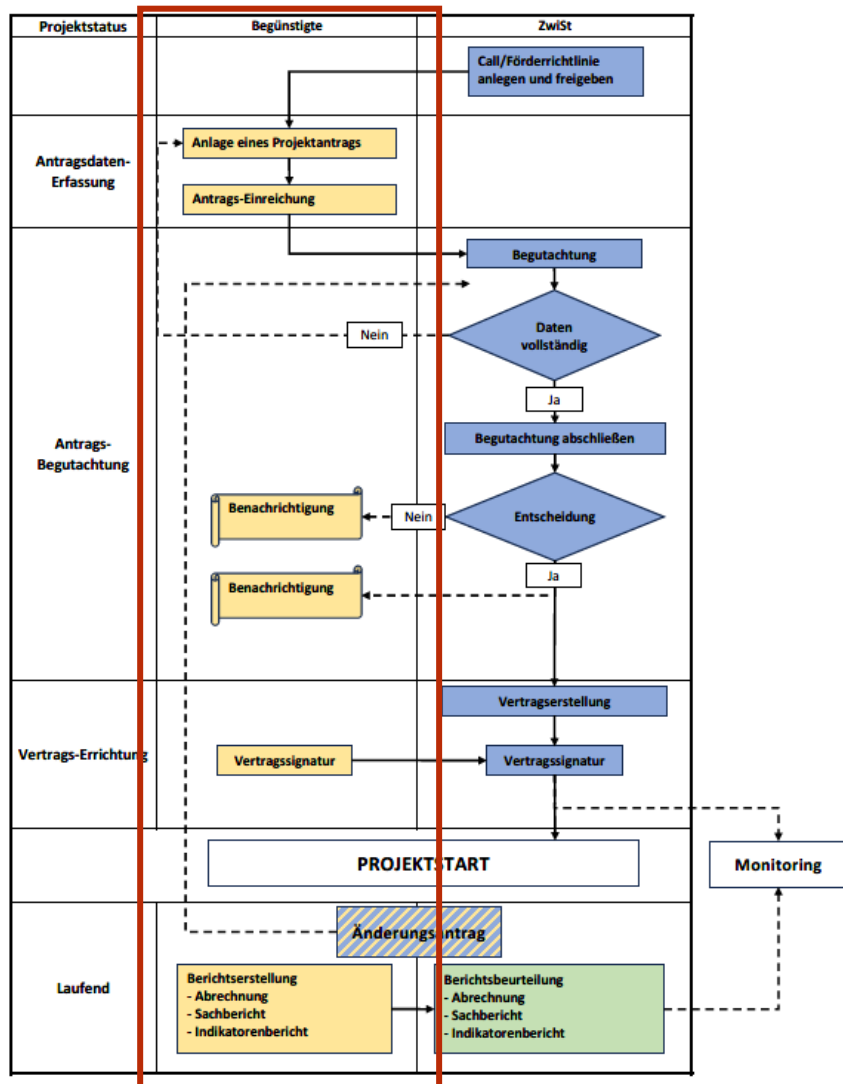 Projektstatus
Begünstigte
ZwiSt
Call/Förderrichtlinie
anlegen und freigeben
Antragsdaten-
Erfassung
Anlage eines Projektantrags
Antrags-Einreichung
Begutachtung
Daten
vollständig
Nein
Ja
Antrags-
Begutachtung
Begutachtung abschließen
Benachrichtigung
Nein
Entscheidung
Ja
Benachrichtigung
Vertragserstellung
Vertrags-Errichtung
Vertragssignatur
Vertragssignatur
PROJEKTSTART
Monitoring
Änderungsantrag
Laufend
Berichtserstellung
- Abrechnung
- Sachbericht
- Indikatorenbericht
Berichtsbeurteilung
- Abrechnung
- Sachbericht
- Indikatorenbericht